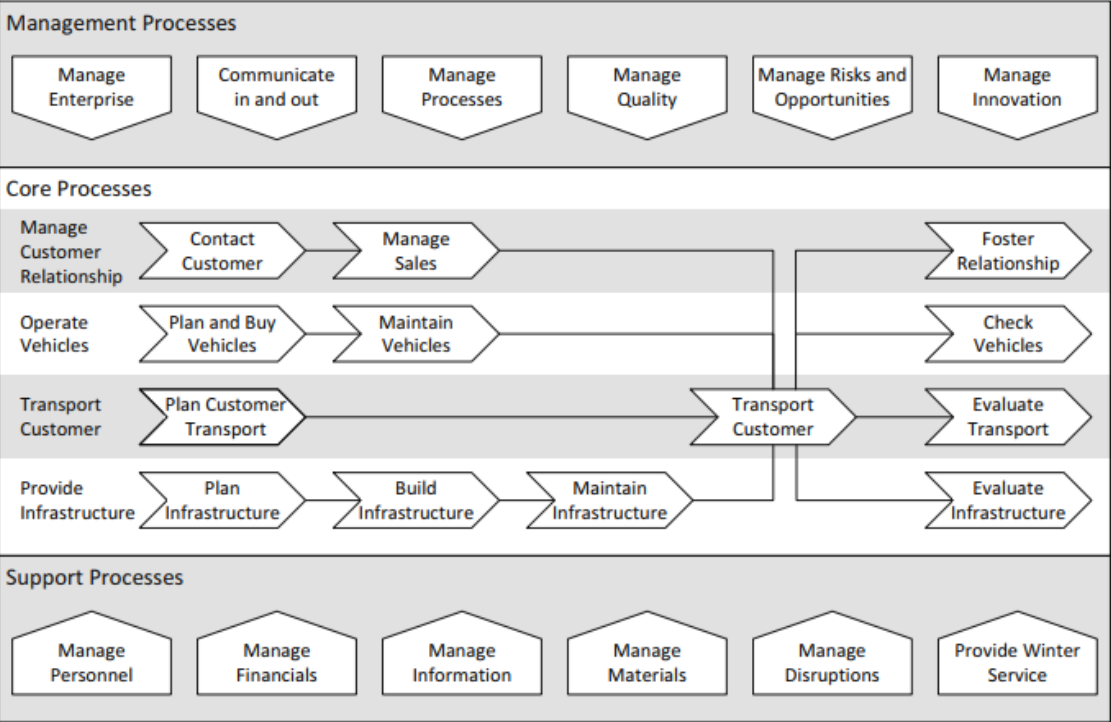 Management Processes
Manage
Enterprise
Communicate
in and out
Manage
Processes
Manage
Quality
Manage Risks and
Opportunities
Manage
Innovation
Core Processes
Manage
Customer
Relationship
Contact
Customer
Manage
Sales
Foster
Relationship
Operate
Vehicles
Plan and Buy
Vehicles
Maintain
Vehicles
Check
Vehicles
Transport
Customer
Plan Customer
Transport
Transport
Customer
Evaluate
Transport
Provide
Infrastructure
Plan
Infrastructure
Build
Infrastructure
Maintain
Infrastructure
Evaluate
Infrastructure
Support Processes
Manage
Personnel
Manage
Financials
Manage
Information
Manage
Materials
Manage
Disruptions
Provide Winter
Service